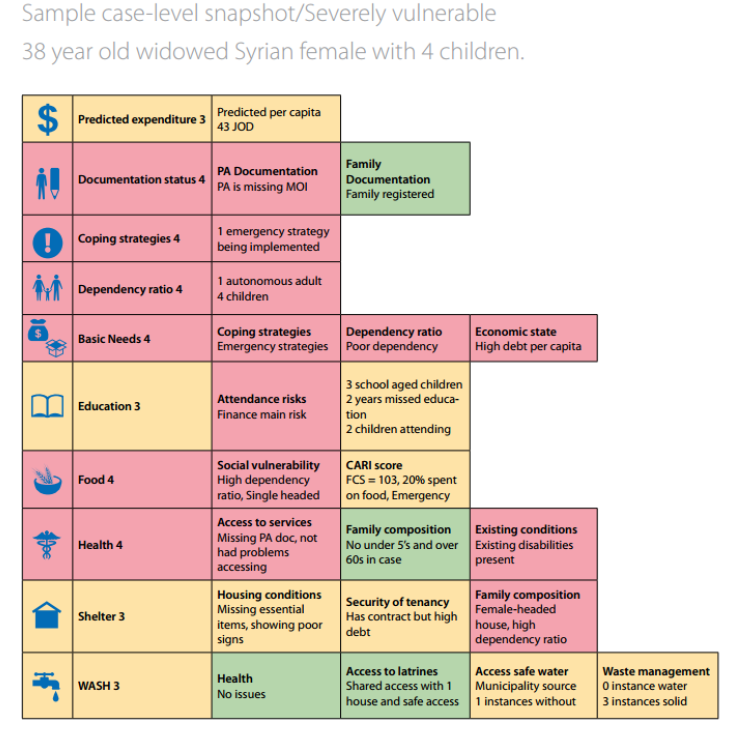 Sample case-level snapshot/Severely vulnerable
38 year old widowed Syrian female with 4 children.
$
Predicted expenditure 3
Predicted per capita
43 JOD
Documentation status 4
PA Documentation
PA is missing MOI
Family
Documentation
Family registered
Coping strategies 4
1 emergency strategy
being implemented
Dependency ratio 4
1 autonomous adult
4 children
$
Basic Needs 4
Coping strategies
Emergency strategies
Dependency ratio
Poor dependency
Economic state
High debt per capita
Education 3
Attendance risks
Finance main risk
3 school aged children
2 years missed educa-
tion
2 children attending
Food 4
Social vulnerability
High dependency
ratio, Single headed
CARI score
FCS = 103, 20% spent
on food, Emergency
Health 4
Access to services
Missing PA doc, not
had problems
accessing
Family composition
No under 5's and over
60s in case
Existing conditions
Existing disabilities
present
Shelter 3
Housing conditions
Missing essential
items, showing poor
signs
Security of tenancy
Has contract but high
debt
Family composition
Female-headed
house, high
dependency ratio
WASH 3
Health
No issues
Access to latrines
Shared access with 1
house and safe access
Access safe water
Municipality source
1 instances without
Waste management
0 instance water
3 instances solid